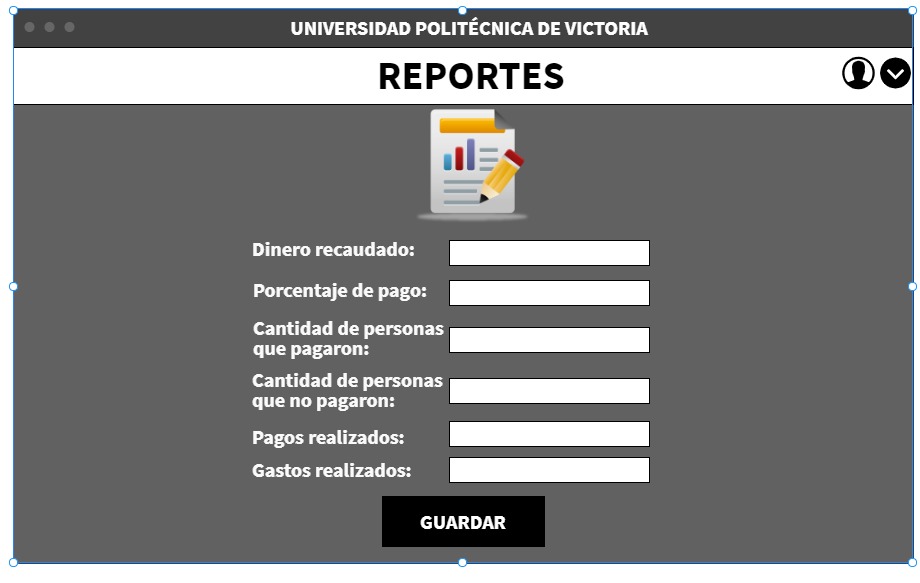 UNIVERSIDAD POLITÉCNICA DE VICTORIA
REPORTES
Dinero recaudado:
Porcentaje de pago:
Cantidad de personas
que pagaron:
Cantidad de personas
que no pagaron:
Pagos realizados:
Gastos realizados:
GUARDAR